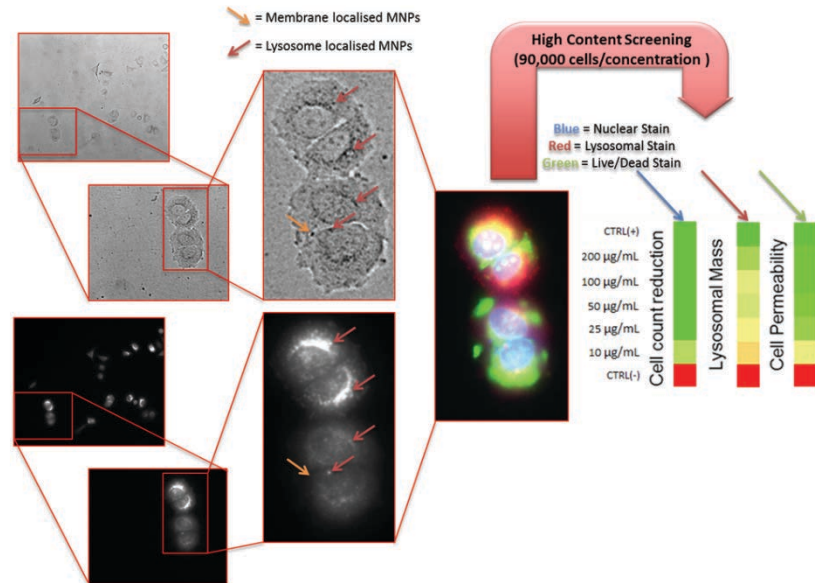 = Membrane localised MNPs
= Lysosome localised MNPs
High Content Screening
(90,000 cells/concentration )
Blue = Nuclear Stain
Red = Lysosomal Stain
Green = Live/Dead Stain
CTRL(+)
200 µg/mL
100 µg/mL
50 µg/mL
25 µg/mL
10 µg/mL
CTRL(-)
Cell count reduction
Lysosomal Mass
Cell Permeability